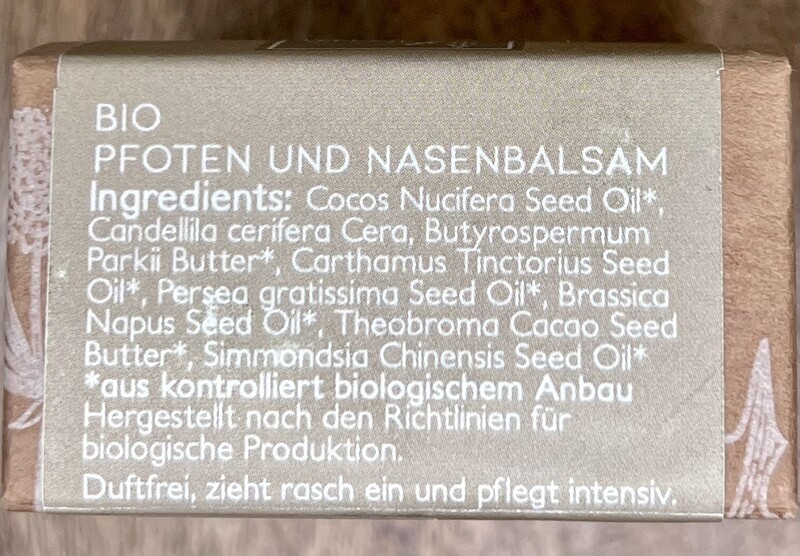 BIO
PFOTEN UND NASENBALSAM
Ingredients: Cocos Nucifera Seed Oil*,
Candellila cerifera Cera, Butyrospermum
Parkii Butter*, Carthamus Tinctorius Seed
Oil*, Persea gratissima Seed Oil*, Brassica
Napus Seed Oil*, Theobroma Cacao Seed
Butter*, Simmondsia Chinensis Seed Oil*
*aus kontrolliert biologischem Anbau
Hergestellt nach den Richtlinien für
biologische Produktion.
Duftfrei, zieht rasch ein und pflegt intensiv.